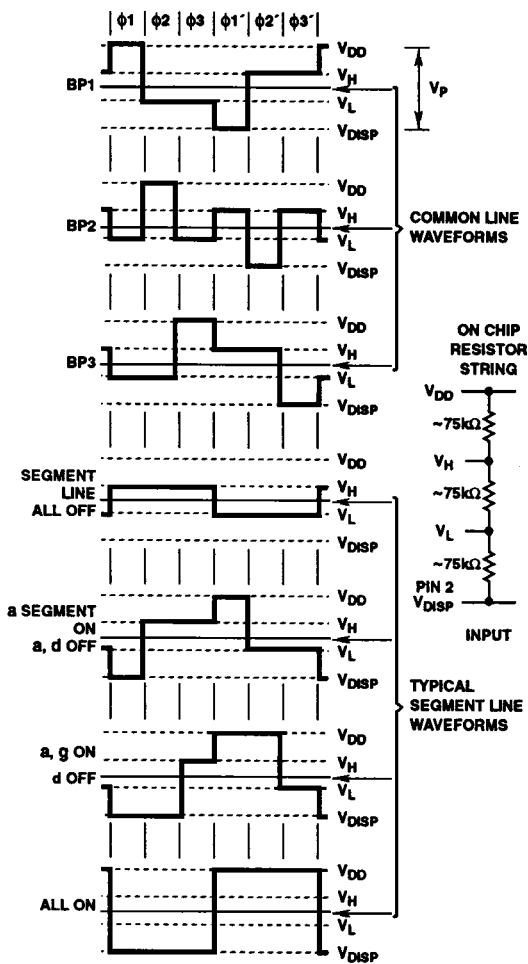 ϕ1 ϕ2 ϕ3 ϕ1´ ϕ2´ ϕ3´
BP1
VDD
VH
VL
VDISP
VP
BP2
VDD
VH
VL
VDISP
COMMON LINE
WAVEFORMS
BP3
VDD
VH
VL
VDISP
ON CHIP
RESISTOR
STRING
VDD
~75kΩ
VH
~75kΩ
VL
~75kΩ
PIN 2
VDISP
INPUT
SEGMENT
LINE
ALL OFF
VDD
VH
VL
VDISP
a SEGMENT
ON
a, d OFF
VDD
VH
VL
VDISP
TYPICAL
SEGMENT LINE
WAVEFORMS
a, g ON
d OFF
VDD
VH
VL
VDISP
ALL ON
VDD
VH
VL
VDISP